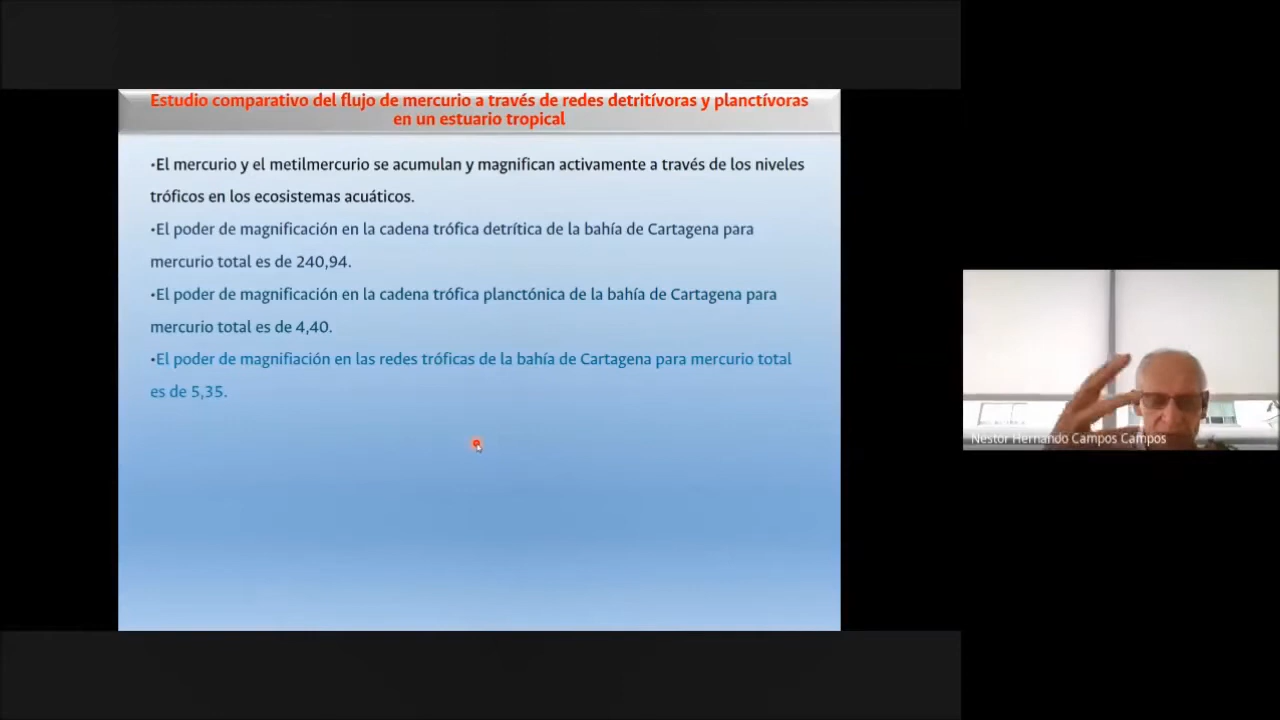 Estudio comparativo del flujo de mercurio a través de redes detritívoras y planctívoras
en un estuario tropical
•El mercurio y el metilmercurio se acumulan y magnifican activamente a través de los niveles
tróficos en los ecosistemas acuáticos.
•El poder de magnificación en la cadena trófica detrítica de la bahía de Cartagena para
mercurio total es de 240,94.
•El poder de magnificación en la cadena trófica planctónica de la bahía de Cartagena para
mercurio total es de 4,40.
•El poder de magnifiación en las redes tróficas de la bahía de Cartagena para mercurio total
es de 5,35.
Nestor Hernando Campos Campos